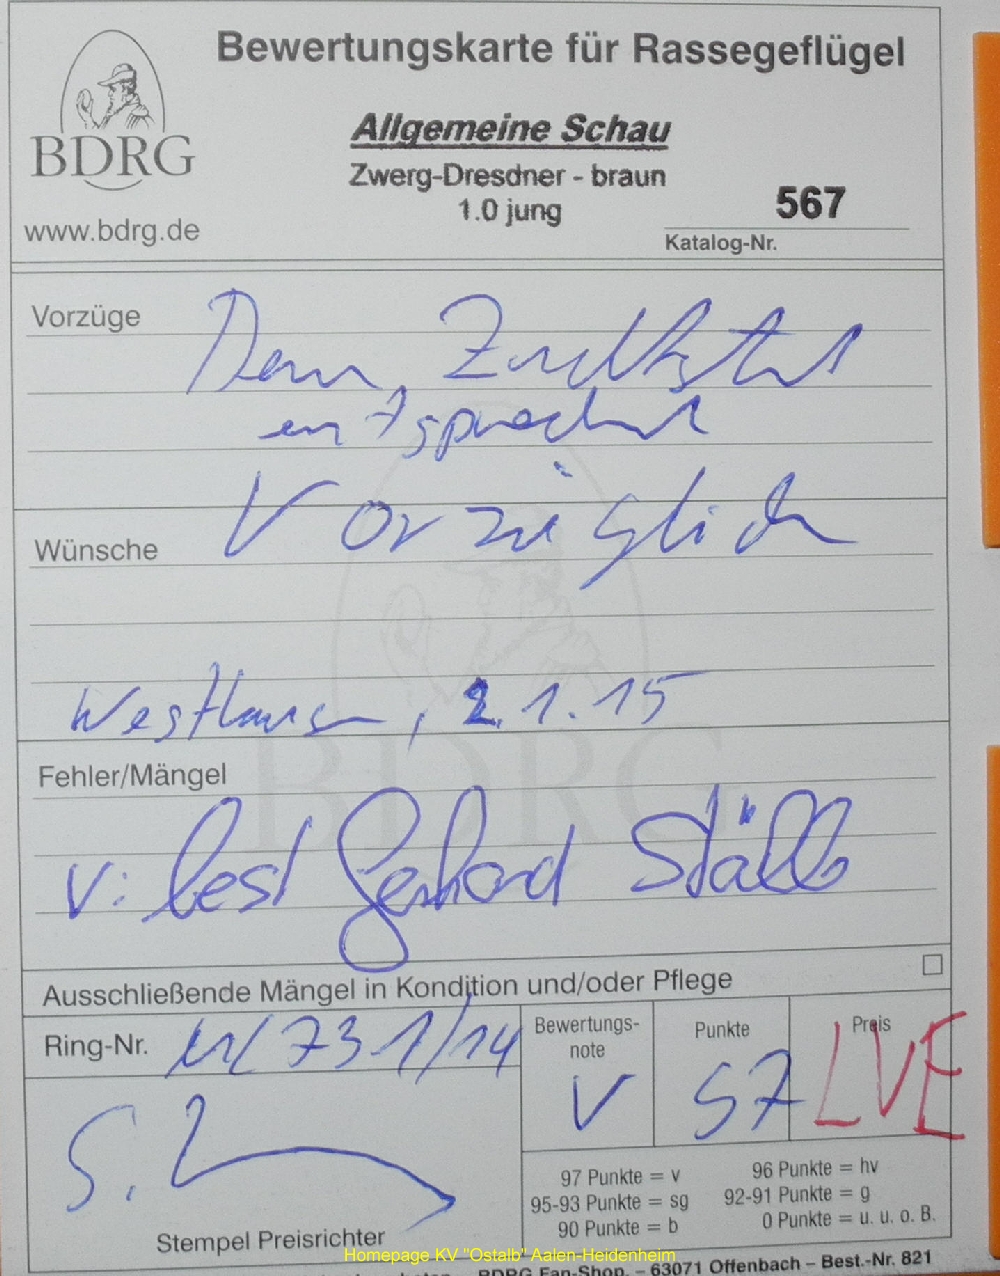 Bewertungskarte für Rassegeflügel
BDRG
www.bdrg.de
Allgemeine Schau
Zwerg-Dresdner - braun
1.0 jung
567
Katalog-Nr.
Vorzüge
Dem
entsprechend
Vorzüglich
Wünsche
Westhausen, 2.1.15
BDRG
Fehler/Mängel
V: best Gerhard Stäbb
Ausschließende Mängel in Kondition und/oder Pflege
Ring-Nr. 731/14
Bewertungs-
note
V
Punkte
97
Preis
LVE
97 Punkte = v
96 Punkte = hv
95-93 Punkte = sg
92-91 Punkte = g
90 Punkte = b
0 Punkte = u. u. o. B.
Stempel Preisrichter
Homepage KV "Ostalb" Aalen-Heidenheim
BDRG Fan-Shop. – 63071 Offenbach – Best.-Nr. 821